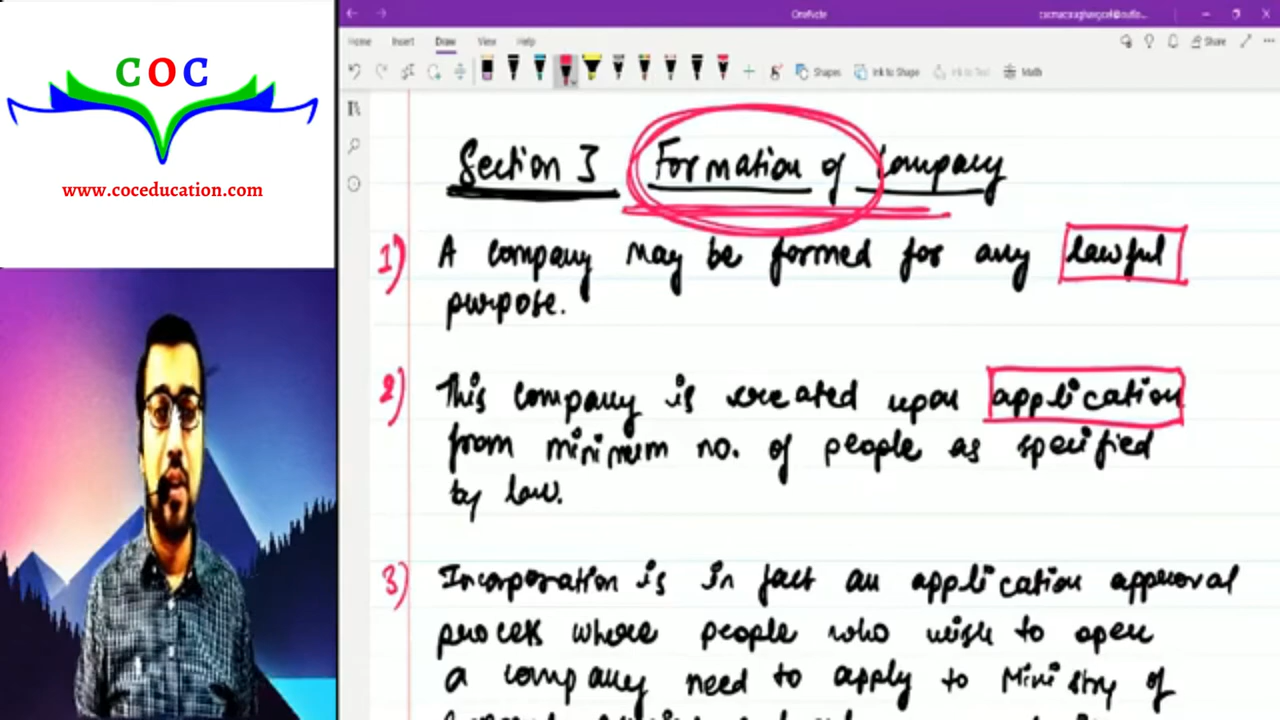 COC
www.coceducation.com
OneNote
Home Insert Draw View Help
Share
Shapes Ink to Shape Ink to Text Math
Section 3 Formation of Company
1) A company may be formed for any lawful
purpose.
2) This company is created upon application
from minimum no. of people as specified
by law.
3) Incorporation is in fact an application approval
process where people who wish to open
a company need to apply to Ministry of